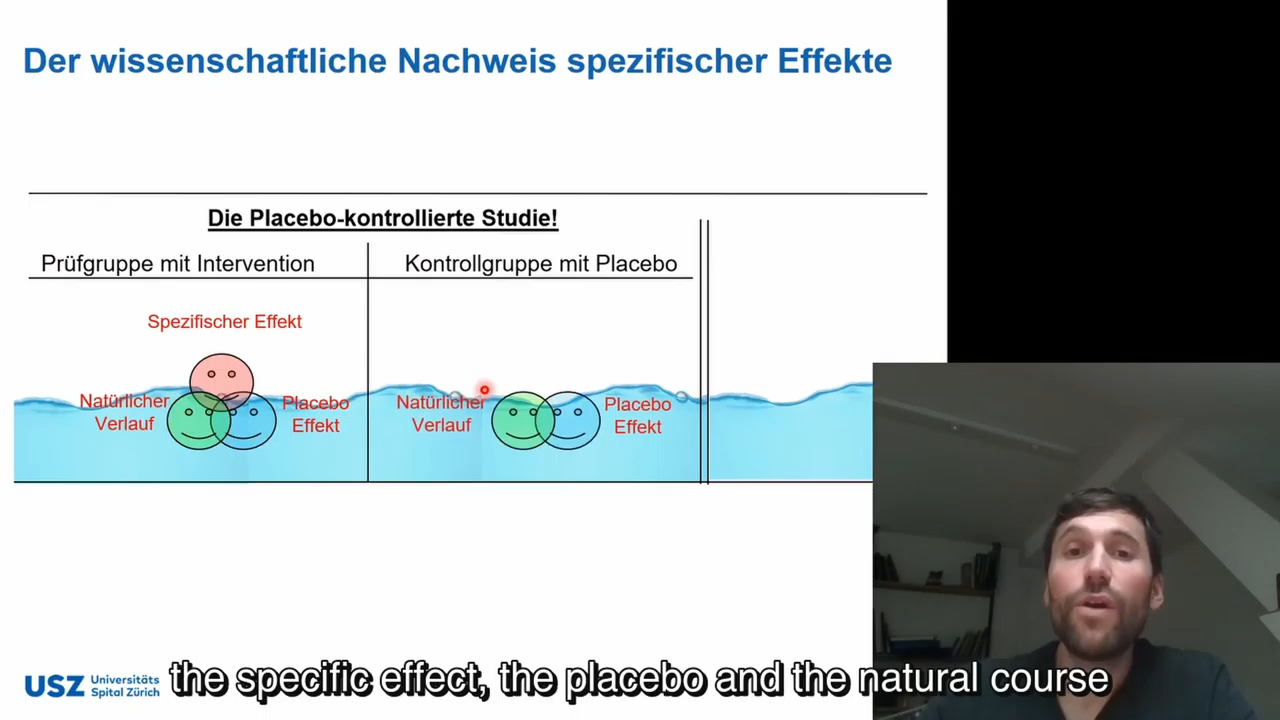 Der wissenschaftliche Nachweis spezifischer Effekte
Die Placebo-kontrollierte Studie!
Prüfgruppe mit Intervention
Kontrollgruppe mit Placebo
Spezifischer Effekt
Natürlicher
Verlauf
Placebo
Effekt
Natürlicher
Verlauf
Placebo
Effekt
USZ Universitäts
Spital Zürich
the specific effect, the placebo and the natural course